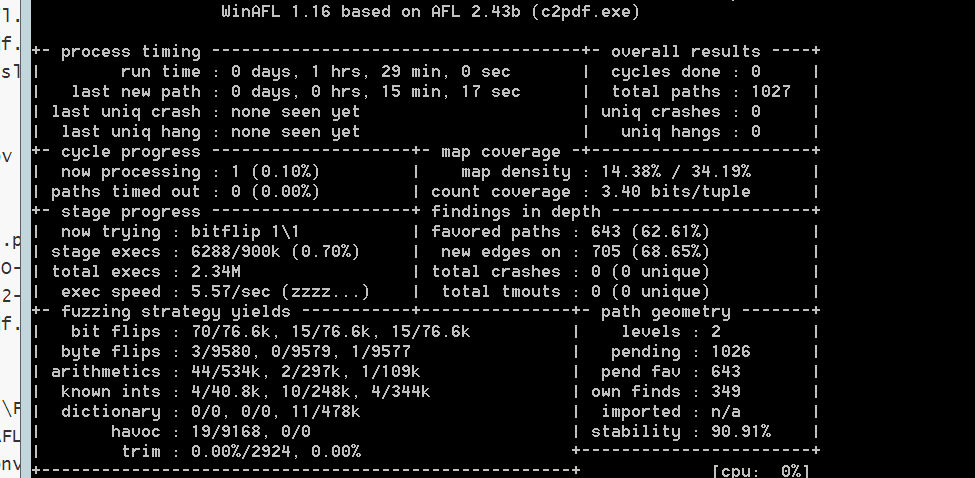 WinAFL 1.16 based on AFL 2.43b (c2pdf.exe)
+- process timing -------------------------------------+- overall results ----+
| run time : 0 days, 1 hrs, 29 min, 0 sec | cycles done : 0 |
| last new path : 0 days, 0 hrs, 15 min, 17 sec | total paths : 1027 |
| last uniq crash : none seen yet | uniq crashes : 0 |
| last uniq hang : none seen yet | uniq hangs : 0 |
+- cycle progress --------------------+- map coverage -+----------------------+
| now processing : 1 (0.10%) | map density : 14.38% / 34.19% |
| paths timed out : 0 (0.00%) | count coverage : 3.40 bits/tuple |
+- stage progress --------------------+ findings in depth --------------------+
| now trying : bitflip 1\1 | favored paths : 643 (62.61%) |
| stage execs : 6288/900k (0.70%) | new edges on : 705 (68.65%) |
| total execs : 2.34M | total crashes : 0 (0 unique) |
| exec speed : 5.57/sec (zzzz...) | total tmouts : 0 (0 unique) |
+- fuzzing strategy yields -----------+---------------+- path geometry -------+
| bit flips : 70/76.6k, 15/76.6k, 15/76.6k | levels : 2 |
| byte flips : 3/9580, 0/9579, 1/9577 | pending : 1026 |
| arithmetics : 44/534k, 2/297k, 1/109k | pend fav : 643 |
| known ints : 4/40.8k, 10/248k, 4/344k | own finds : 349 |
| dictionary : 0/0, 0/0, 11/478k | imported : n/a |
| havoc : 19/9168, 0/0 | stability : 90.91% |
| trim : 0.00%/2924, 0.00% +-----------------------+
+-----------------------------------------------------+ [cpu: 0%]